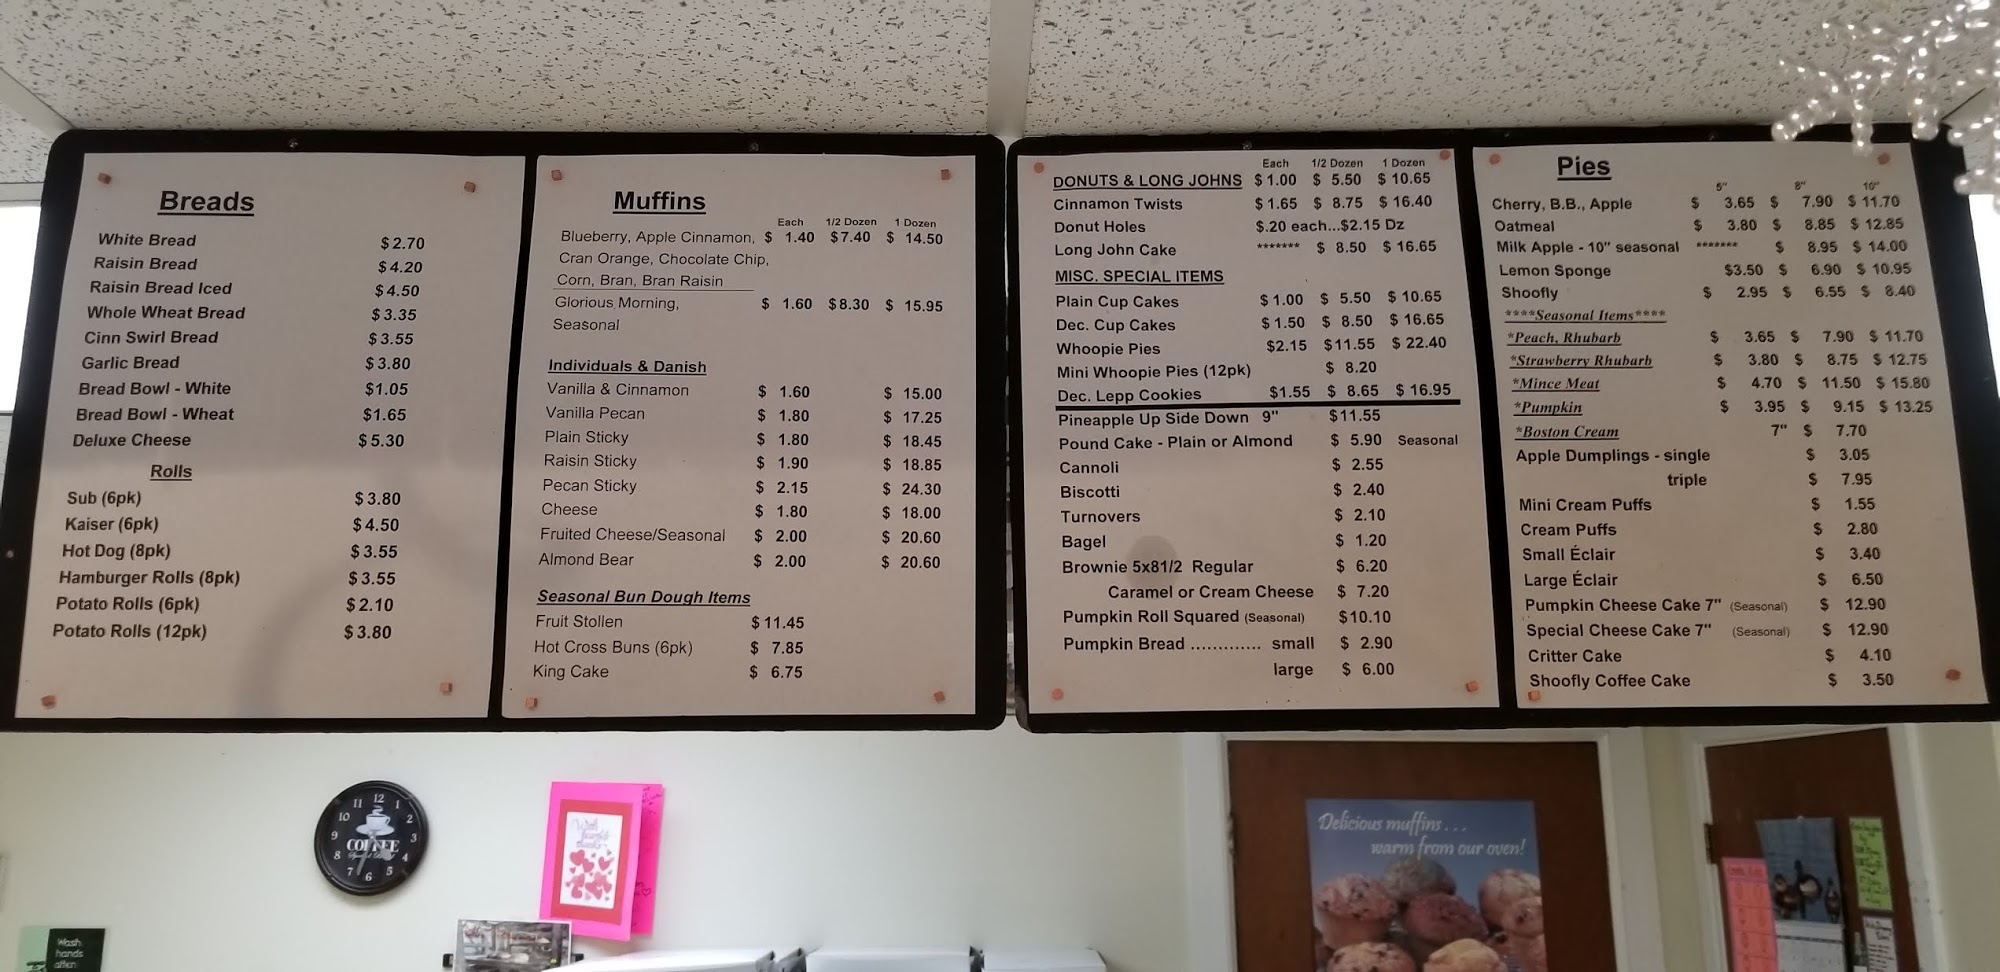 Breads
White Bread $2.70
Raisin Bread $4.20
Raisin Bread Iced $4.50
Whole Wheat Bread $3.35
Cinn Swirl Bread $3.55
Garlic Bread $3.80
Bread Bowl - White $1.05
Bread Bowl - Wheat $1.65
Deluxe Cheese $5.30
Rolls
Sub (6pk) $3.80
Kaiser (6pk) $4.50
Hot Dog (8pk) $3.55
Hamburger Rolls (8pk) $3.55
Potato Rolls (6pk) $2.10
Potato Rolls (12pk) $3.80
Muffins
Each 1/2 Dozen 1 Dozen
Blueberry, Apple Cinnamon, $ 1.40 $7.40 $ 14.50
Cran Orange, Chocolate Chip,
Corn, Bran, Bran Raisin
Glorious Morning, $ 1.60 $8.30 $ 15.95
Seasonal
Individuals & Danish
Vanilla & Cinnamon $ 1.60 $ 15.00
Vanilla Pecan $ 1.80 $ 17.25
Plain Sticky $ 1.80 $ 18.45
Raisin Sticky $ 1.90 $ 18.85
Pecan Sticky $ 2.15 $ 24.30
Cheese $ 1.80 $ 18.00
Fruited Cheese/Seasonal $ 2.00 $ 20.60
Almond Bear $ 2.00 $ 20.60
Seasonal Bun Dough Items
Fruit Stollen $ 11.45
Hot Cross Buns (6pk) $ 7.85
King Cake $ 6.75
Each 1/2 Dozen 1 Dozen
DONUTS & LONG JOHNS $1.00 $ 5.50 $ 10.65
Cinnamon Twists $1.65 $ 8.75 $ 16.40
Donut Holes $.20 each...$2.15 Dz
Long John Cake ******* $ 8.50 $ 16.65
MISC. SPECIAL ITEMS
Plain Cup Cakes $1.00 $ 5.50 $ 10.65
Dec. Cup Cakes $1.50 $ 8.50 $ 16.65
Whoopie Pies $2.15 $11.55 $ 22.40
Mini Whoopie Pies (12pk) $ 8.20
Dec. Lepp Cookies $1.55 $ 8.65 $ 16.95
Pineapple Up Side Down 9" $11.55
Pound Cake - Plain or Almond $ 5.90 Seasonal
Cannoli $ 2.55
Biscotti $ 2.40
Turnovers $ 2.10
Bagel $ 1.20
Brownie 5x81/2 Regular $ 6.20
Caramel or Cream Cheese $ 7.20
Pumpkin Roll Squared (Seasonal) $10.10
Pumpkin Bread ............. small $ 2.90
large $ 6.00
Pies
5" 8" 10"
Cherry, B.B., Apple $ 3.65 $ 7.90 $ 11.70
Oatmeal $ 3.80 $ 8.85 $ 12.85
Milk Apple - 10" seasonal ******* $ 8.95 $ 14.00
Lemon Sponge $3.50 $ 6.90 $ 10.95
Shoofly $ 2.95 $ 6.55 $ 8.40
****Seasonal Items****
*Peach, Rhubarb $ 3.65 $ 7.90 $ 11.70
*Strawberry Rhubarb $ 3.80 $ 8.75 $ 12.75
*Mince Meat $ 4.70 $ 11.50 $ 15.80
*Pumpkin $ 3.95 $ 9.15 $ 13.25
*Boston Cream 7" $ 7.70
Apple Dumplings - single $ 3.05
triple $ 7.95
Mini Cream Puffs $ 1.55
Cream Puffs $ 2.80
Small Éclair $ 3.40
Large Éclair $ 6.50
Pumpkin Cheese Cake 7" (Seasonal) $ 12.90
Special Cheese Cake 7" (Seasonal) $ 12.90
Critter Cake $ 4.10
Shoofly Coffee Cake $ 3.50
12 1 2 3 4 5 6 7 8 9 10 11
COFFEE
Delicious muffins...
warm from our oven!
Wash
hands
often